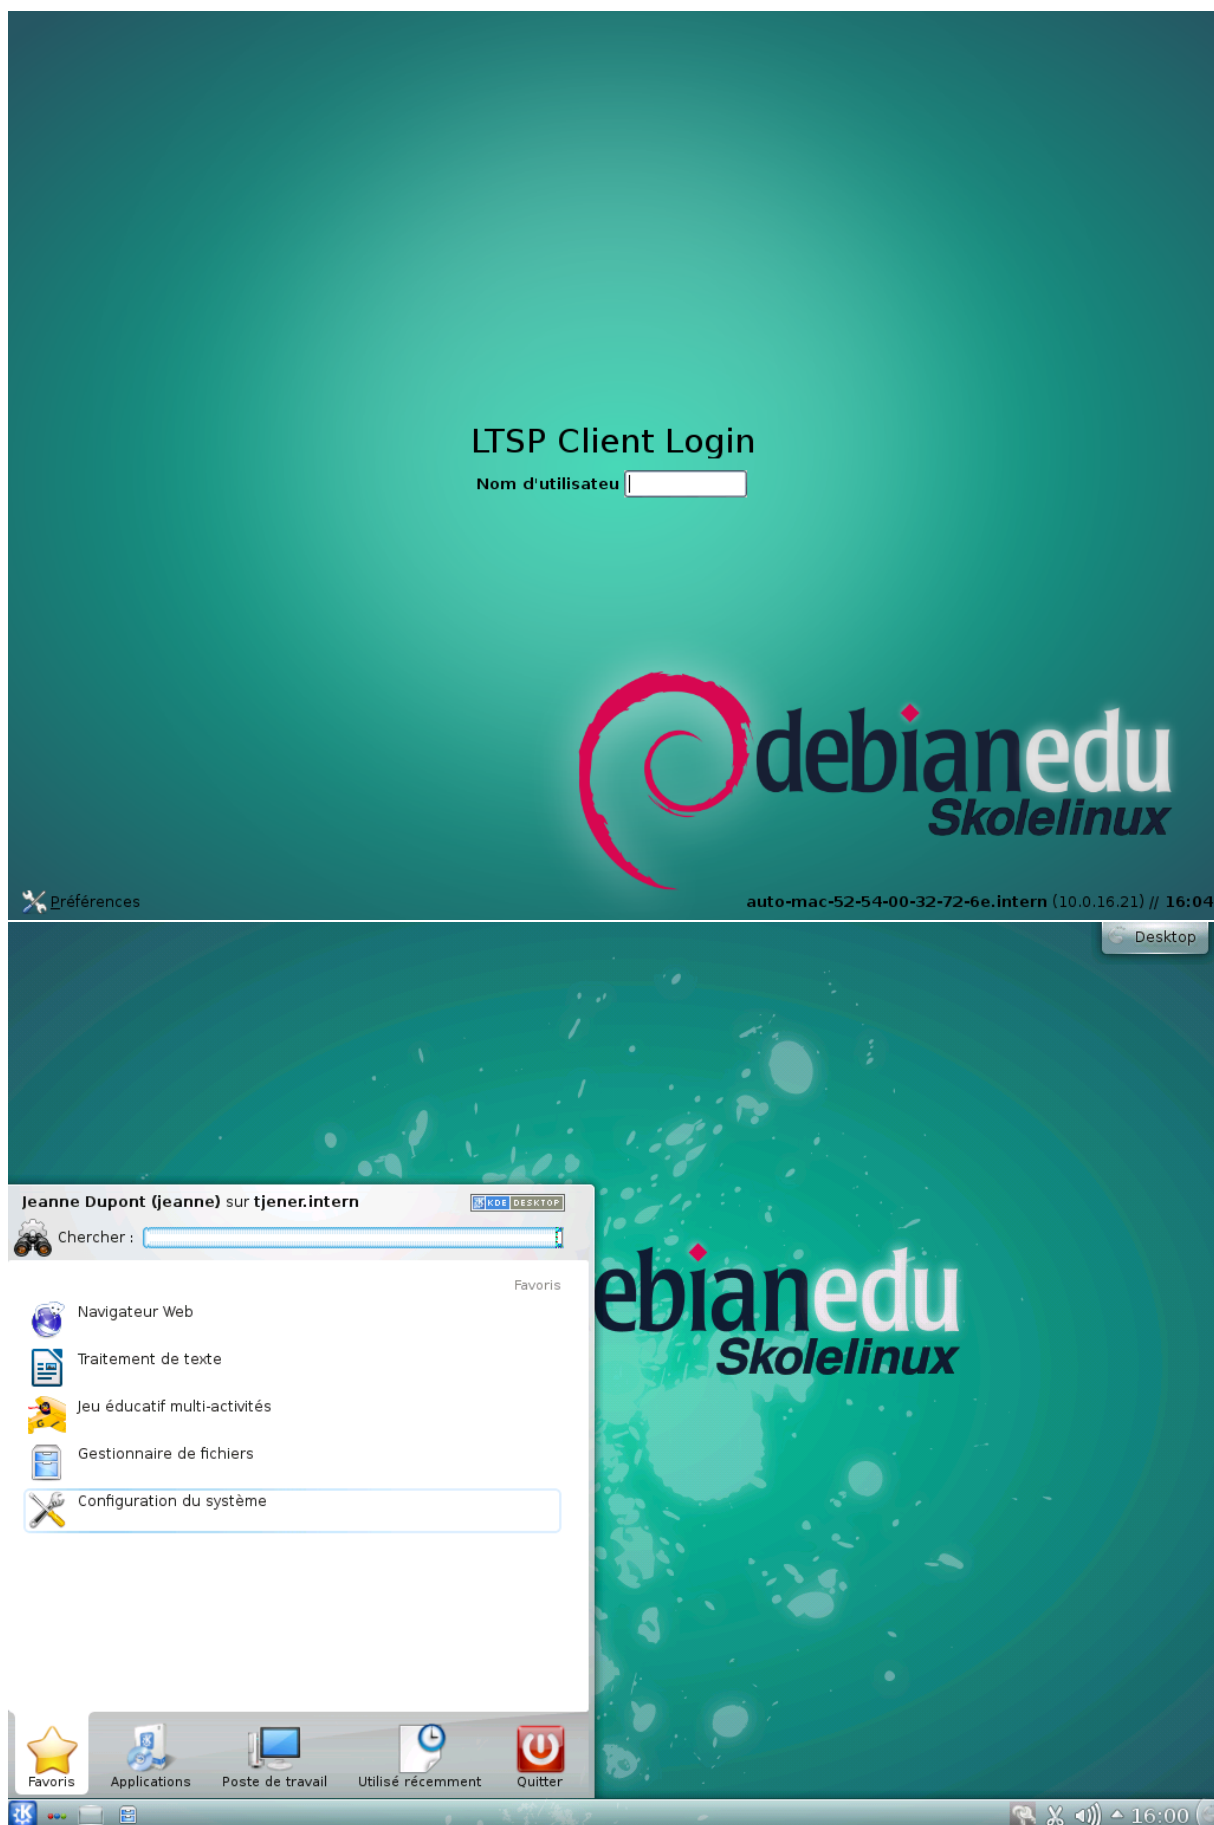 LTSP Client Login
Nom d'utilisateu
debianedu
Skolelinux
Préférences
auto-mac-52-54-00-32-72-6e.intern (10.0.16.21) // 16:04
Desktop
Jeanne Dupont (jeanne) sur tjener.intern
KDE DESKTOP
Chercher :
Favoris
Navigateur Web
Traitement de texte
Jeu éducatif multi-activités
Gestionnaire de fichiers
Configuration du système
ebianedu
Skolelinux
Favoris
Applications
Poste de travail
Utilisé récemment
Quitter
16:00